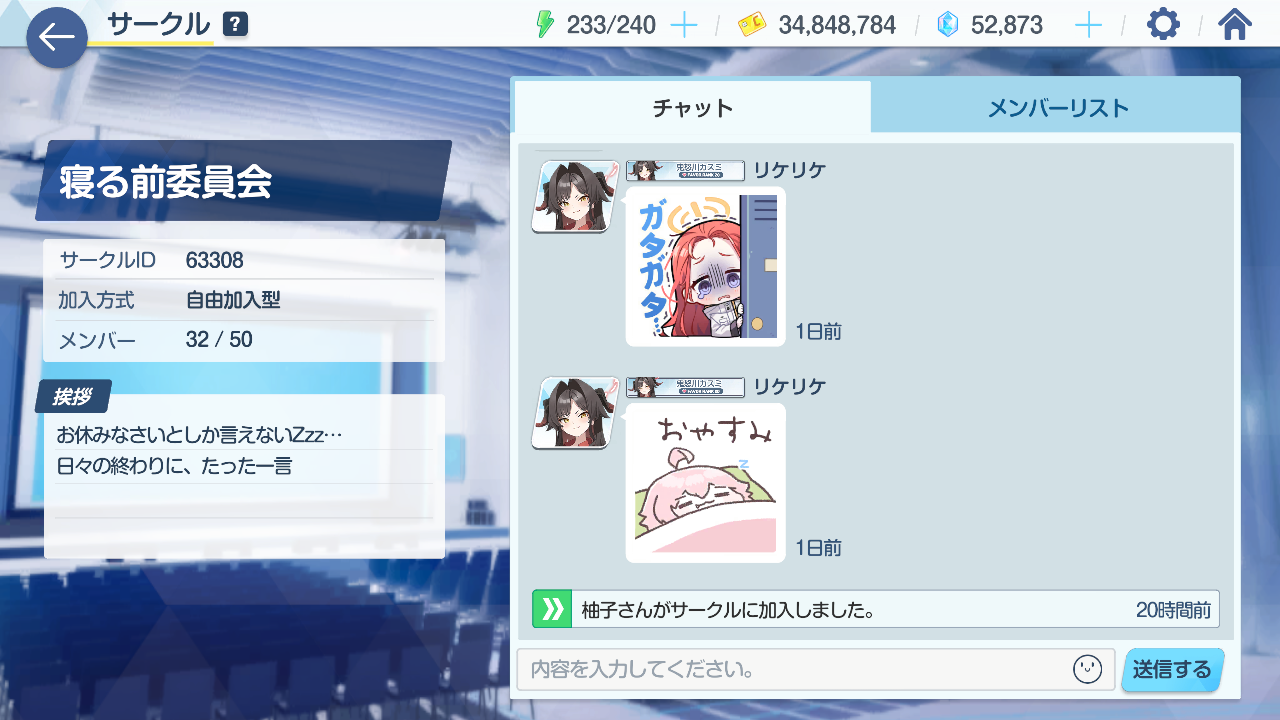 サークル ?
233/240
34,848,784
52,873
寝る前委員会
サークルID 63308
加入方式 自由加入型
メンバー 32 / 50
挨拶
お休みなさいとしか言えないZzz…
日々の終わりに、たった一言
チャット
メンバーリスト
鬼怒川カスミ
FAVOR RANK 20
リケリケ
ガタガタ…
1日前
鬼怒川カスミ
FAVOR RANK 20
リケリケ
おやすみ
z
1日前
柚子さんがサークルに加入しました。 20時間前
内容を入力してください。
送信する